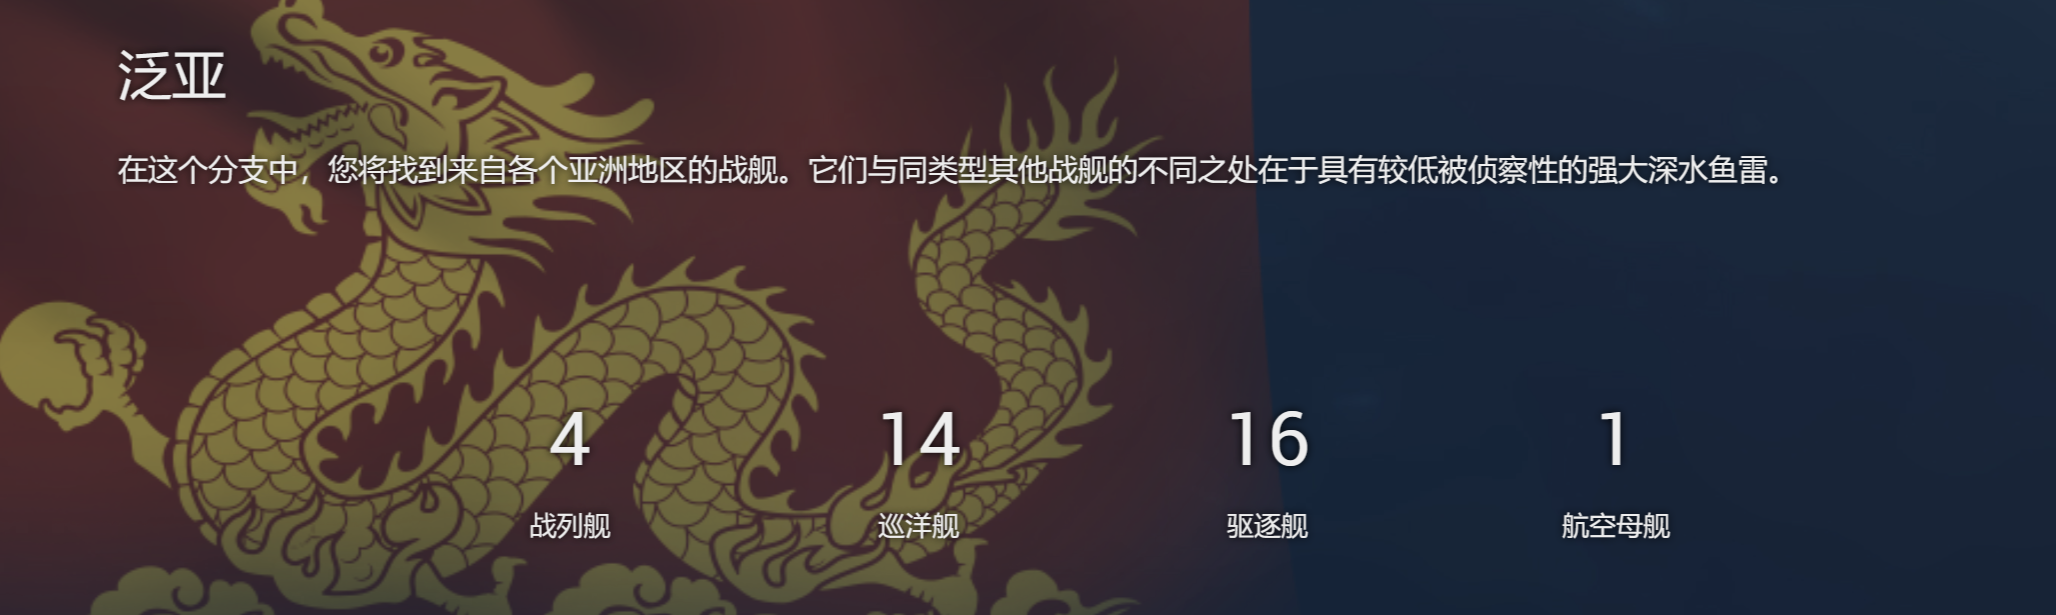 泛亚
在这个分支中，您将找到来自各个亚洲地区的战舰。它们与同类型其他战舰的不同之处在于具有较低被侦察性的强大深水鱼雷。
4 14 16 1
战列舰 巡洋舰 驱逐舰 航空母舰